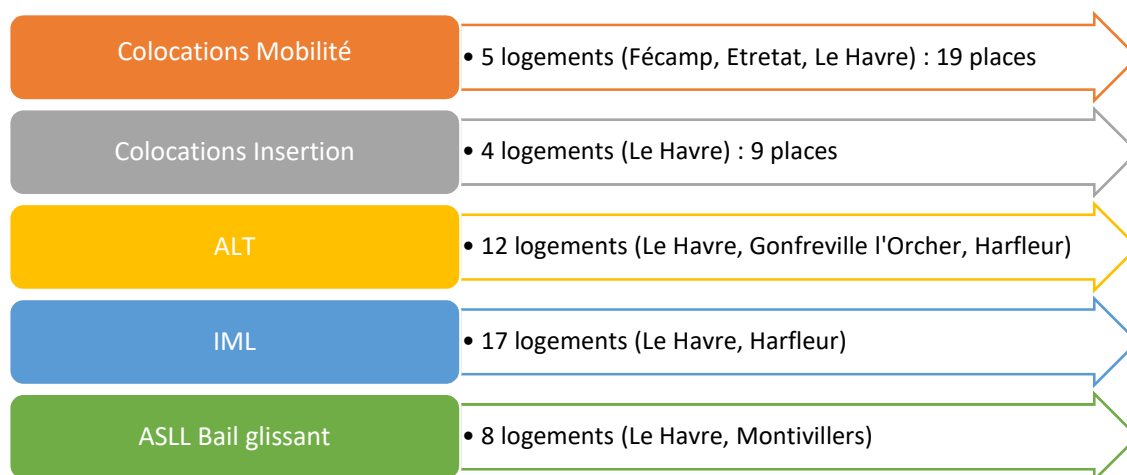 Colocations Mobilité
• 5 logements (Fécamp, Etretat, Le Havre) : 19 places
Colocations Insertion
• 4 logements (Le Havre) : 9 places
ALT
• 12 logements (Le Havre, Gonfreville l'Orcher, Harfleur)
IML
• 17 logements (Le Havre, Harfleur)
ASLL Bail glissant
• 8 logements (Le Havre, Montivillers)